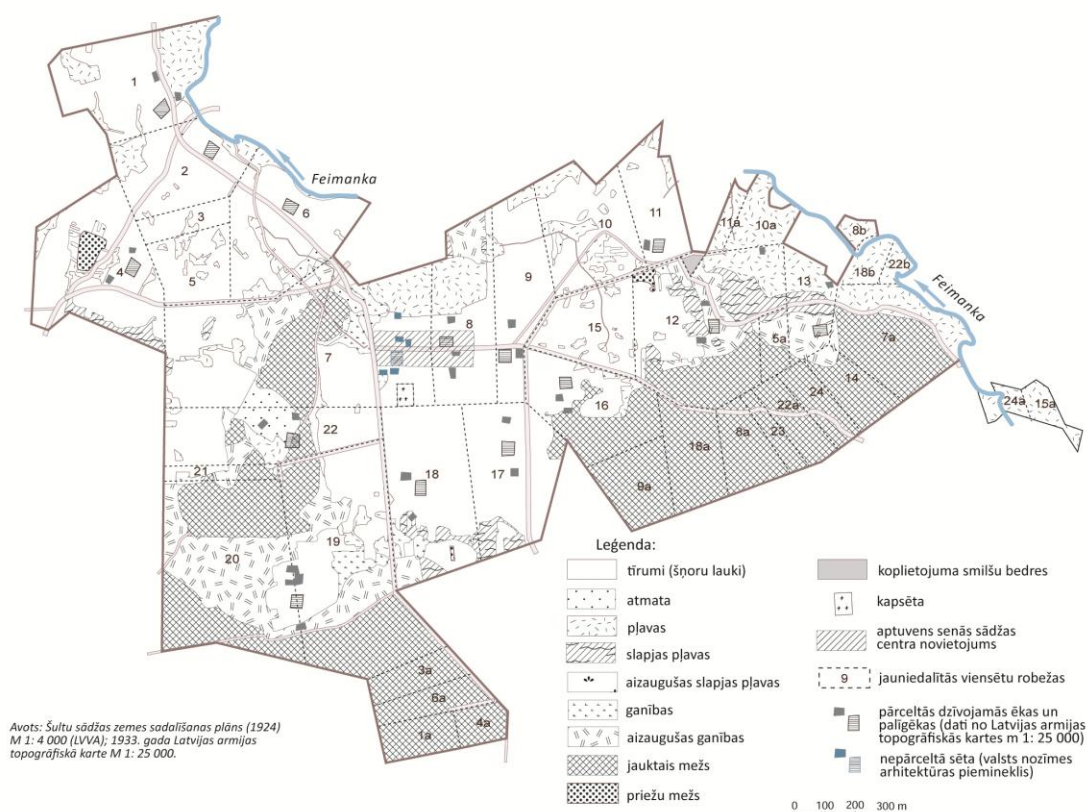 1
2
3
4
5
6
Feimanka
7
8
9
10
11
11a
10a
8b
18b
22b
Feimanka
12
13
15
5a
7a
14
24
22a
23
8a
18a
9a
16
24a
15a
17
18
22
21
19
20
3a
6a
1a
4a
Leģenda:
tīrumi (šņoru lauki)
atmata
pļavas
slapjas pļavas
aizaugušas slapjas pļavas
ganības
aizaugušas ganības
jauktais mežs
priežu mežs
koplietojuma smilšu bedres
kapsēta
aptuvens senās sādžas
centra novietojums
9 jauniedalītās viensētu robežas
pārceltās dzīvojamās ēkas un
palīgēkas (dati no Latvijas armijas
topogrāfiskās kartes m 1: 25 000)
nepārceltā sēta (valsts nozīmes
arhitektūras piemineklis)
0 100 200 300 m
Avots: Šultu sādžas zemes sadalīšanas plāns (1924)
M 1: 4 000 (LVVA); 1933. gada Latvijas armijas
topogrāfiskā karte M 1: 25 000.